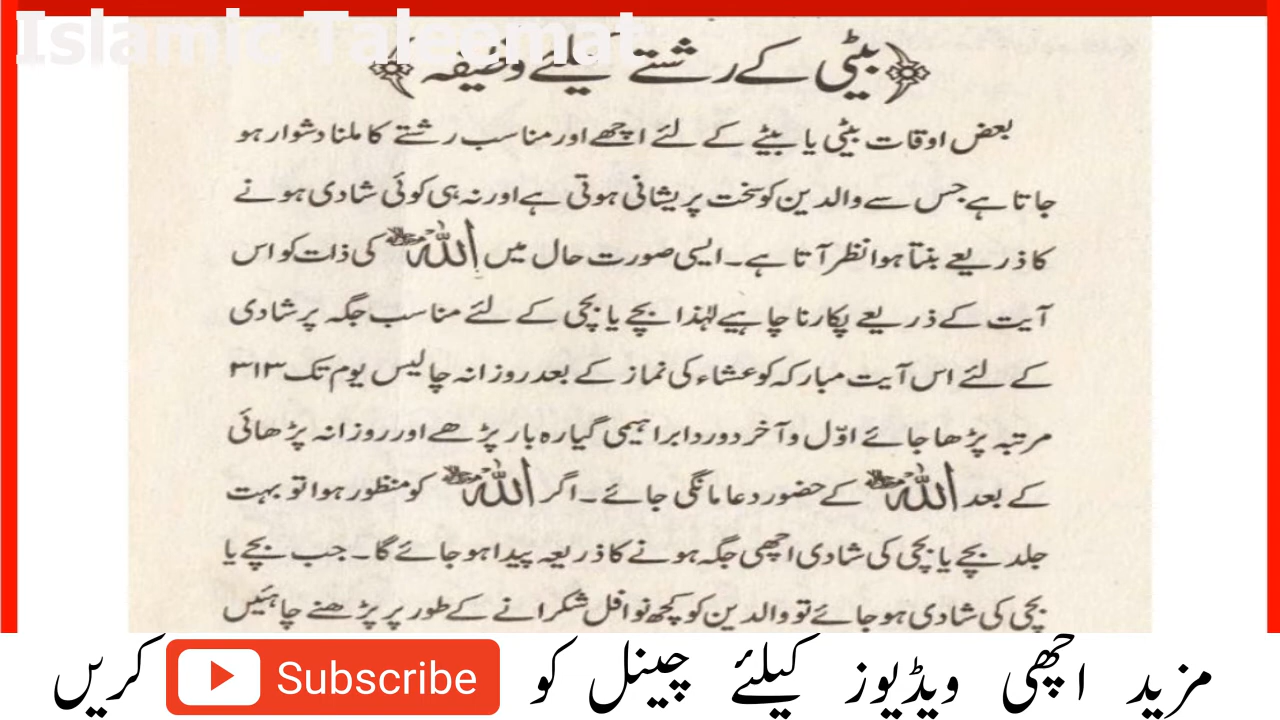 Islamic Taleemat
بیٹی کے رشتے کیلئے وظیفہ
بعض اوقات بیٹی یا بیٹے کے لئے اچھے اور مناسب رشتے کا ملنا دشوار ہو
جاتا ہے جس سے والدین کو سخت پریشانی ہوتی ہے اور نہ ہی کوئی شادی ہونے
کا ذریعے بنتا ہوا نظر آتا ہے۔ ایسی صورت حال میں اللہ کی ذات کو اس
آیت کے ذریعے پکارنا چاہیے لہٰذا بچے یا بچی کے لئے مناسب جگہ پر شادی
کے لئے اس آیت مبارکہ کو عشاء کی نماز کے بعد روزانہ چالیس یوم تک ۳۱۳
مرتبہ پڑھا جائے اوّل و آخر دورد ابراہیمی گیارہ بار پڑھے اور روزانہ پڑھائی
کے بعد اللہ کے حضور دعا مانگی جائے۔ اگر اللہ کو منظور ہوا تو بہت
جلد بچے یا بچی کی شادی اچھی جگہ ہونے کا ذریعہ پیدا ہو جائے گا۔ جب بچے یا
بچی کی شادی ہو جائے تو والدین کو کچھ نوافل شکرانے کے طور پر پڑھنے چاہئیں
مزید اچھی ویڈیوز کیلئے چینل کو Subscribe کریں